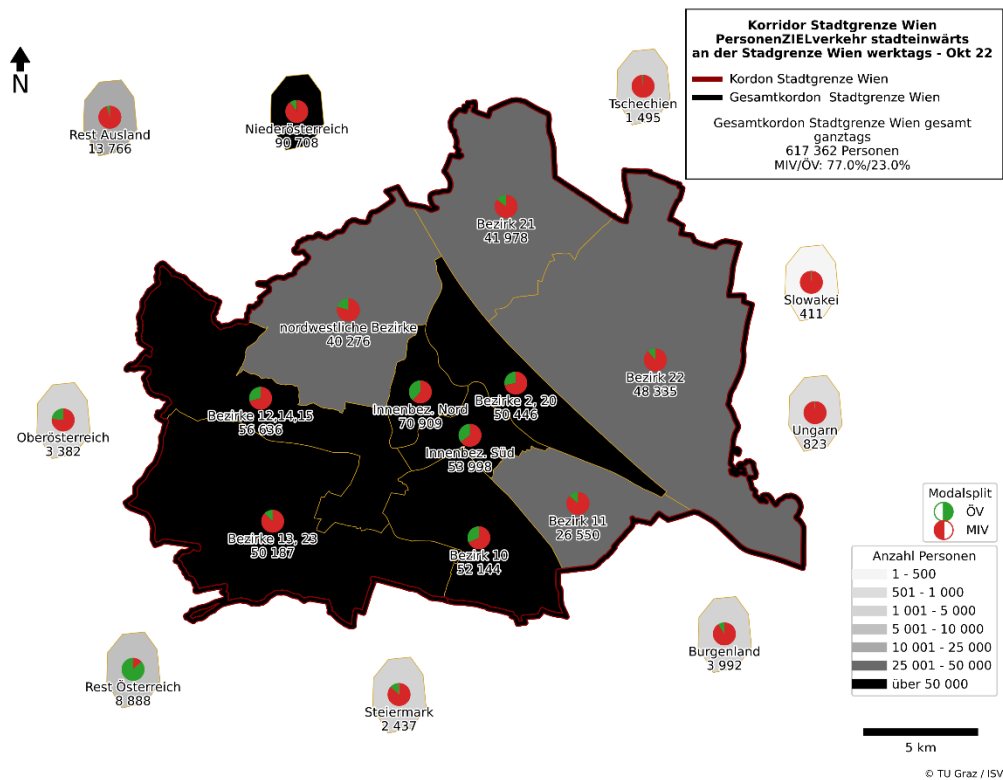 Korridor Stadtgrenze Wien
PersonenZIELverkehr stadteinwärts
an der Stadgrenze Wien werktags - Okt 22
Kordon Stadtgrenze Wien
Gesamtkordon Stadtgrenze Wien
Gesamtkordon Stadtgrenze Wien gesamt
ganztags
617 362 Personen
MIV/ÖV: 77.0%/23.0%
N
Rest Ausland
13 766
Niederösterreich
90 708
Tschechien
1 495
Bezirk 21
41 978
Slowakei
411
nordwestliche Bezirke
40 276
Bezirk 22
48 335
Bezirke 12,14,15
56 636
Innenbez. Nord
70 909
Bezirke 2, 20
50 446
Oberösterreich
3 382
Innenbez. Süd
53 998
Ungarn
823
Bezirke 13, 23
50 187
Bezirk 10
52 144
Bezirk 11
26 550
Modalsplit
ÖV
MIV
Anzahl Personen
1 - 500
501 - 1 000
1 001 - 5 000
5 001 - 10 000
10 001 - 25 000
25 001 - 50 000
über 50 000
Burgenland
3 992
Rest Österreich
8 888
Steiermark
2 437
5 km
© TU Graz / ISV